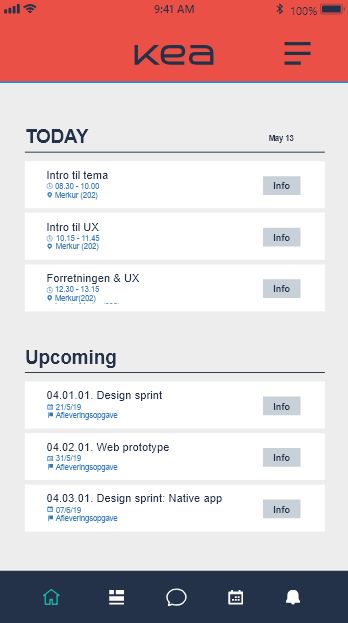 9:41 AM
100%
kea
TODAY
May 13
Intro til tema
08.30 - 10.00
Merkur (202)
Info
Intro til UX
10.15 - 11.45
Merkur (202)
Info
Forretningen & UX
12.30 - 13.15
Merkur(202)
Info
Upcoming
04.01.01. Design sprint
21/5/19
Afleveringsopgave
Info
04.02.01. Web prototype
31/5/19
Afleveringsopgave
Info
04.03.01. Design sprint: Native app
07/6/19
Afleveringsopgave
Info